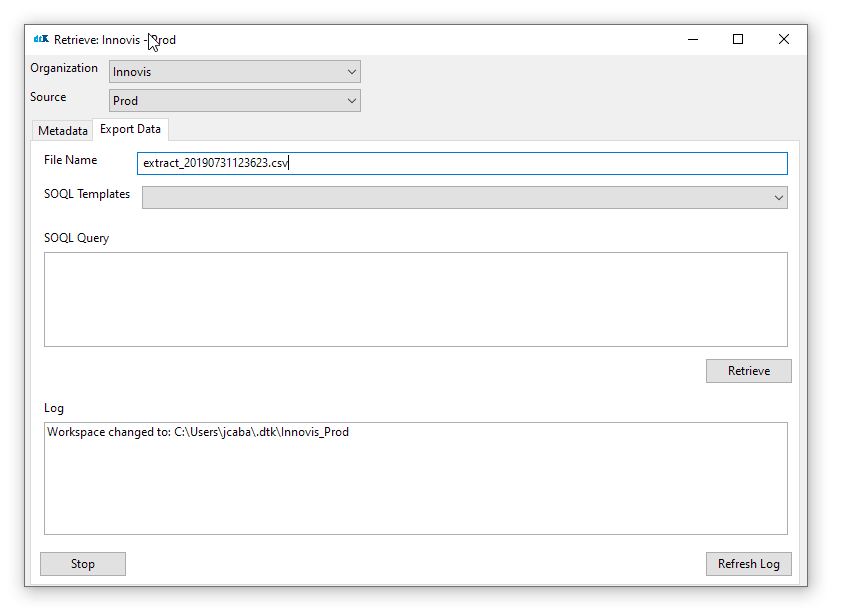 dtK Retrieve: Innovis - Prod
Organization Innovis
Source Prod
Metadata Export Data
File Name extract_20190731123623.csv
SOQL Templates
SOQL Query
Retrieve
Log
Workspace changed to: C:\Users\jcaba\.dtk\Innovis_Prod
Stop Refresh Log